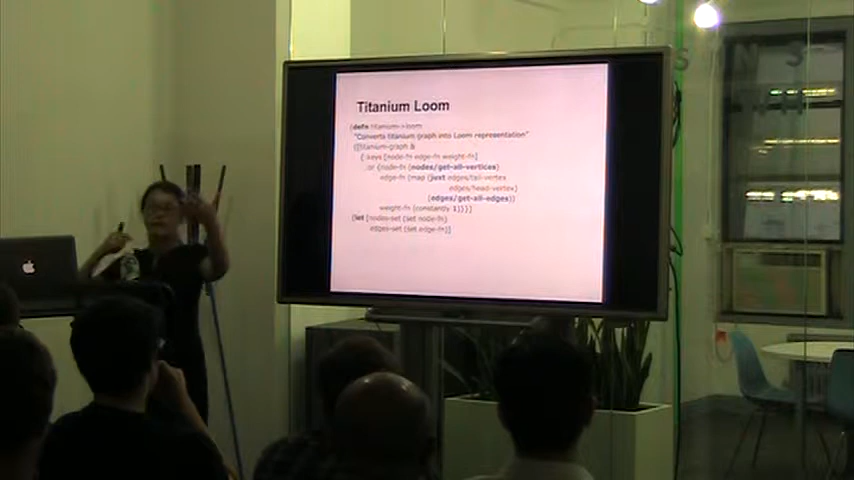 Titanium Loom
(defn titanium->loom
"Converts titanium graph into Loom representation"
([titanium-graph &
{:keys [node-fn edge-fn weight-fn]
:or {node-fn (nodes/get-all-vertices)
edge-fn (map (juxt edges/tail-vertex
edges/head-vertex)
(edges/get-all-edges))
weight-fn (constantly 1)}}]
(let [nodes-set (set node-fn)
edges-set (set edge-fn)]